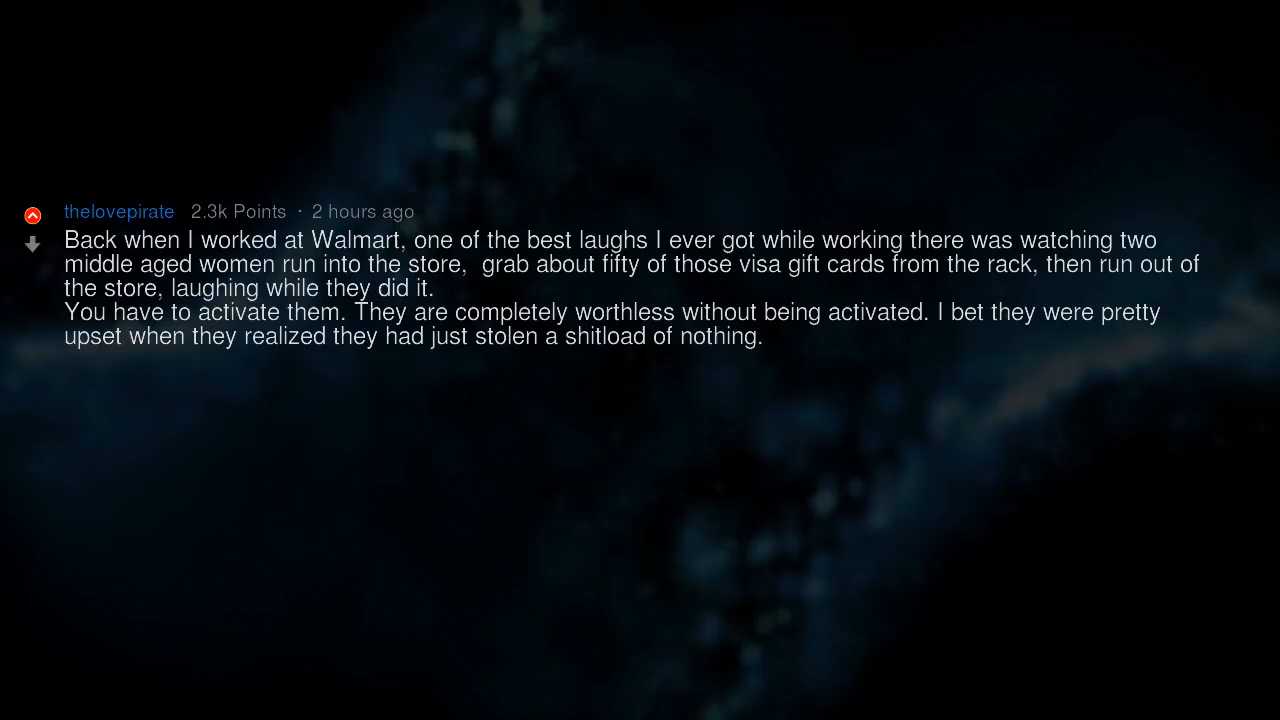 thelovepirate 2.3k Points · 2 hours ago
Back when I worked at Walmart, one of the best laughs I ever got while working there was watching two
middle aged women run into the store,  grab about fifty of those visa gift cards from the rack, then run out of
the store, laughing while they did it.
You have to activate them. They are completely worthless without being activated. I bet they were pretty
upset when they realized they had just stolen a shitload of nothing.